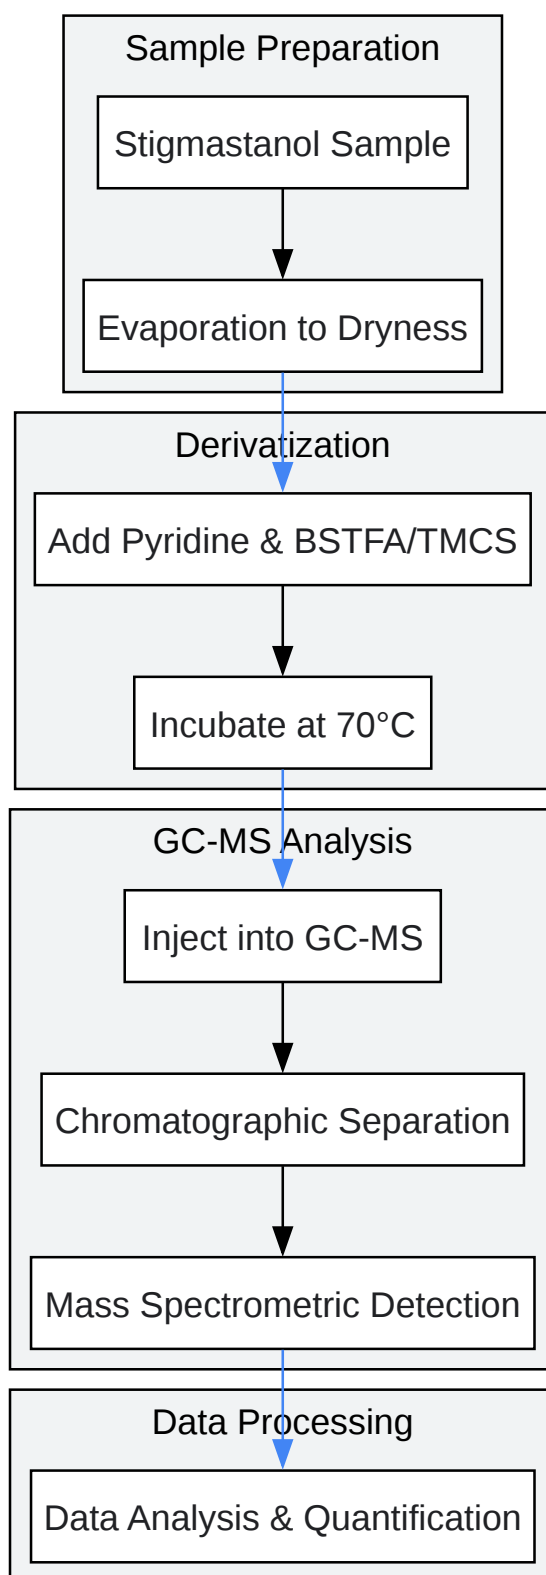 Sample Preparation
Stigmastanol Sample
Evaporation to Dryness
Derivatization
Add Pyridine & BSTFA/TMCS
Incubate at 70°C
GC-MS Analysis
Inject into GC-MS
Chromatographic Separation
Mass Spectrometric Detection
Data Processing
Data Analysis & Quantification